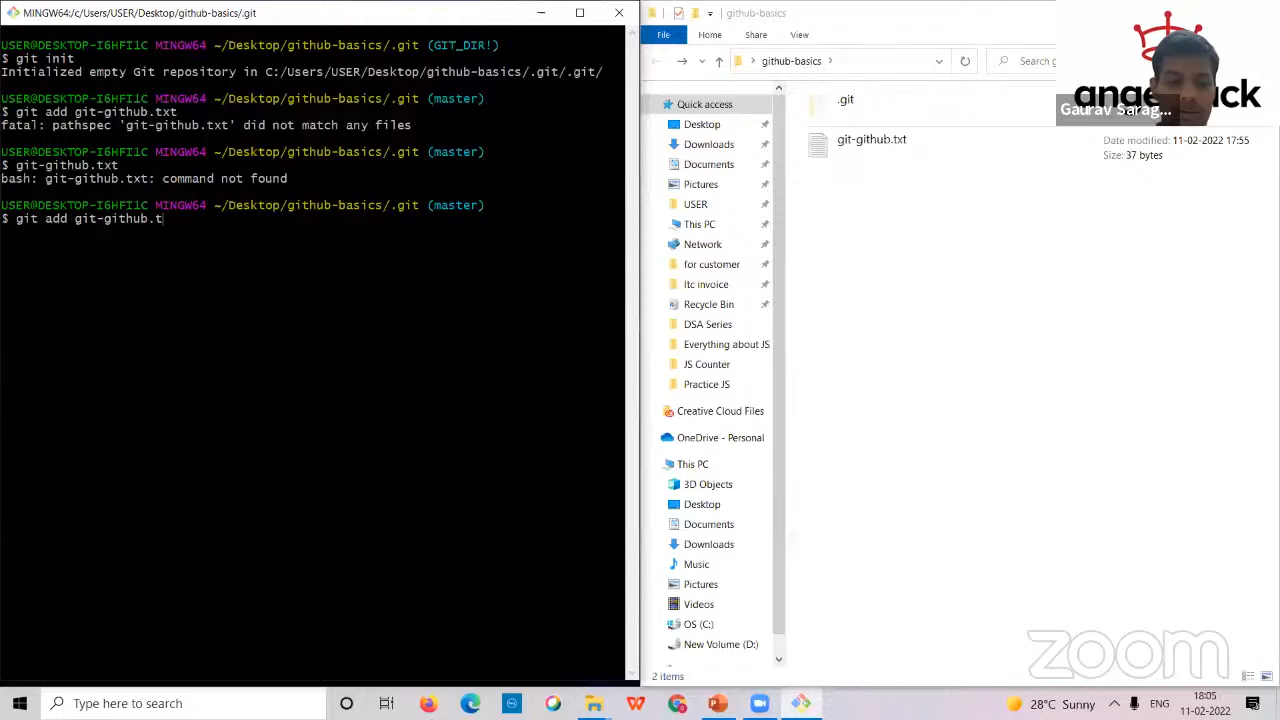 MINGW64:/c/Users/USER/Desktop/github-basics/.git
USER@DESKTOP-I6HFI1C MINGW64 ~/Desktop/github-basics/.git (GIT_DIR!)
$ git init
Initialized empty Git repository in C:/Users/USER/Desktop/github-basics/.git/.git/
USER@DESKTOP-I6HFI1C MINGW64 ~/Desktop/github-basics/.git (master)
$ git add git-github.txt
fatal: pathspec 'git-github.txt' did not match any files
USER@DESKTOP-I6HFI1C MINGW64 ~/Desktop/github-basics/.git (master)
$ git-github.txt
bash: git-github.txt: command not found
USER@DESKTOP-I6HFI1C MINGW64 ~/Desktop/github-basics/.git (master)
$ git add git-github.t
github-basics
File Home Share View
github-basics
Search
Quick access
Desktop
Downloads
Documents
Pictures
USER
This PC
Network
for customer
ltc invoice
Recycle Bin
DSA Series
Everything about JS
JS Counter
Practice JS
Creative Cloud Files
OneDrive - Personal
This PC
3D Objects
Desktop
Documents
Downloads
Music
Pictures
Videos
OS (C:)
New Volume (D:)
2 items
.git
git-github.txt
Date modified: 11-02-2022 17:55
Size: 37 bytes
Gaurav Sarag...
zoom
Type here to search
28°C Sunny
ENG
18:05
11-02-2022